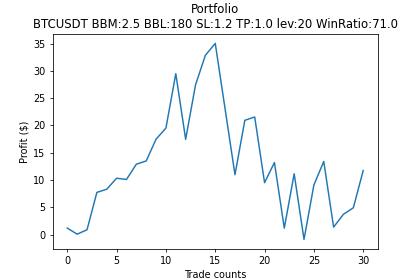 Portfolio
BTCUSDT BBM:2.5 BBL:180 SL:1.2 TP:1.0 lev:20 WinRatio:71.0
35
30
25
20
15
10
5
0
Profit ($)
0 5 10 15 20 25 30
Trade counts